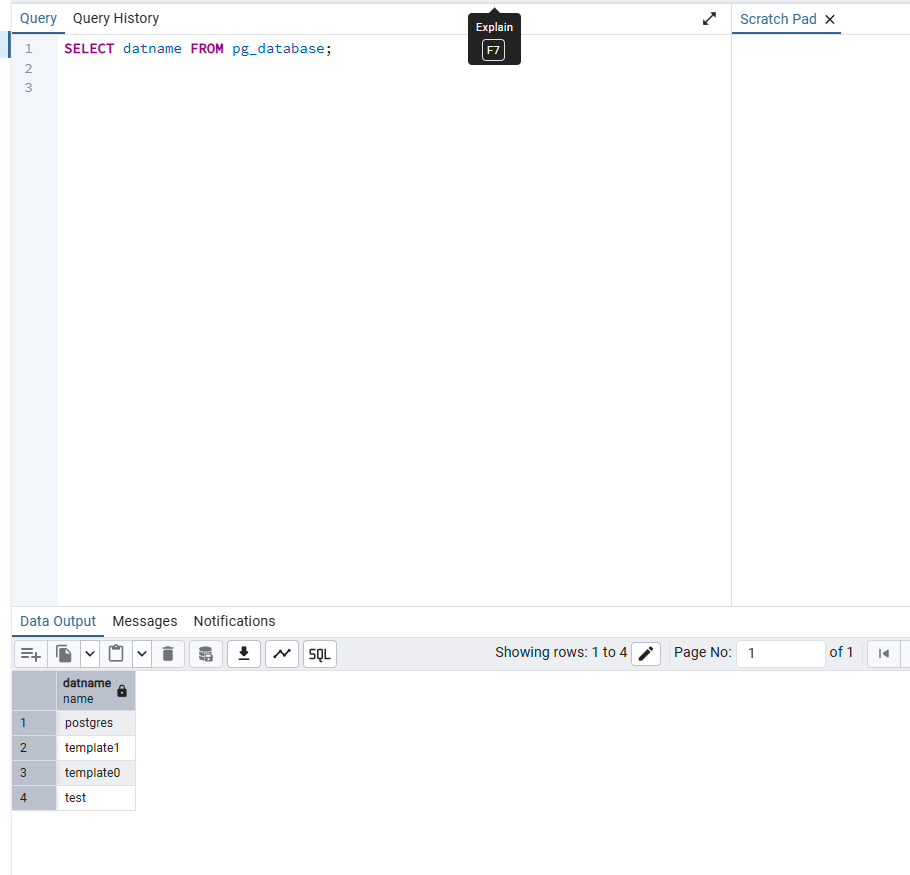 Query Query History
Explain
F7
Scratch Pad
1 SELECT datname FROM pg_database;
2
3
Data Output Messages Notifications
SQL Showing rows: 1 to 4 Page No: 1 of 1
datname
name
1 postgres
2 template1
3 template0
4 test